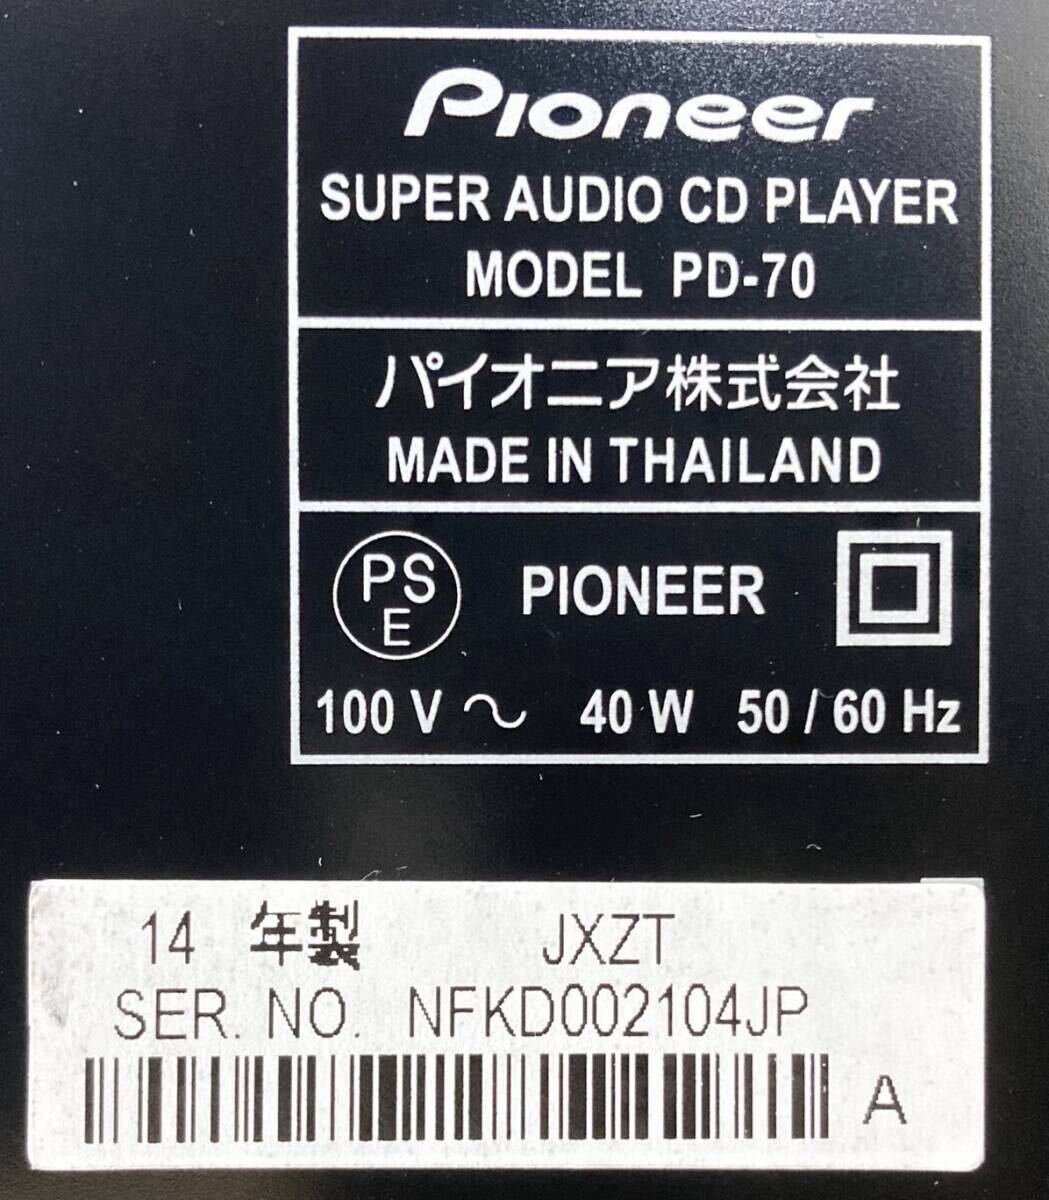 Pioneer
SUPER AUDIO CD PLAYER
MODEL PD-70
パイオニア株式会社
MADE IN THAILAND
PS
E
PIONEER
100 V ~ 40 W 50 / 60 Hz
14 年製 JXZT
SER. NO. NFKD002104JP
A